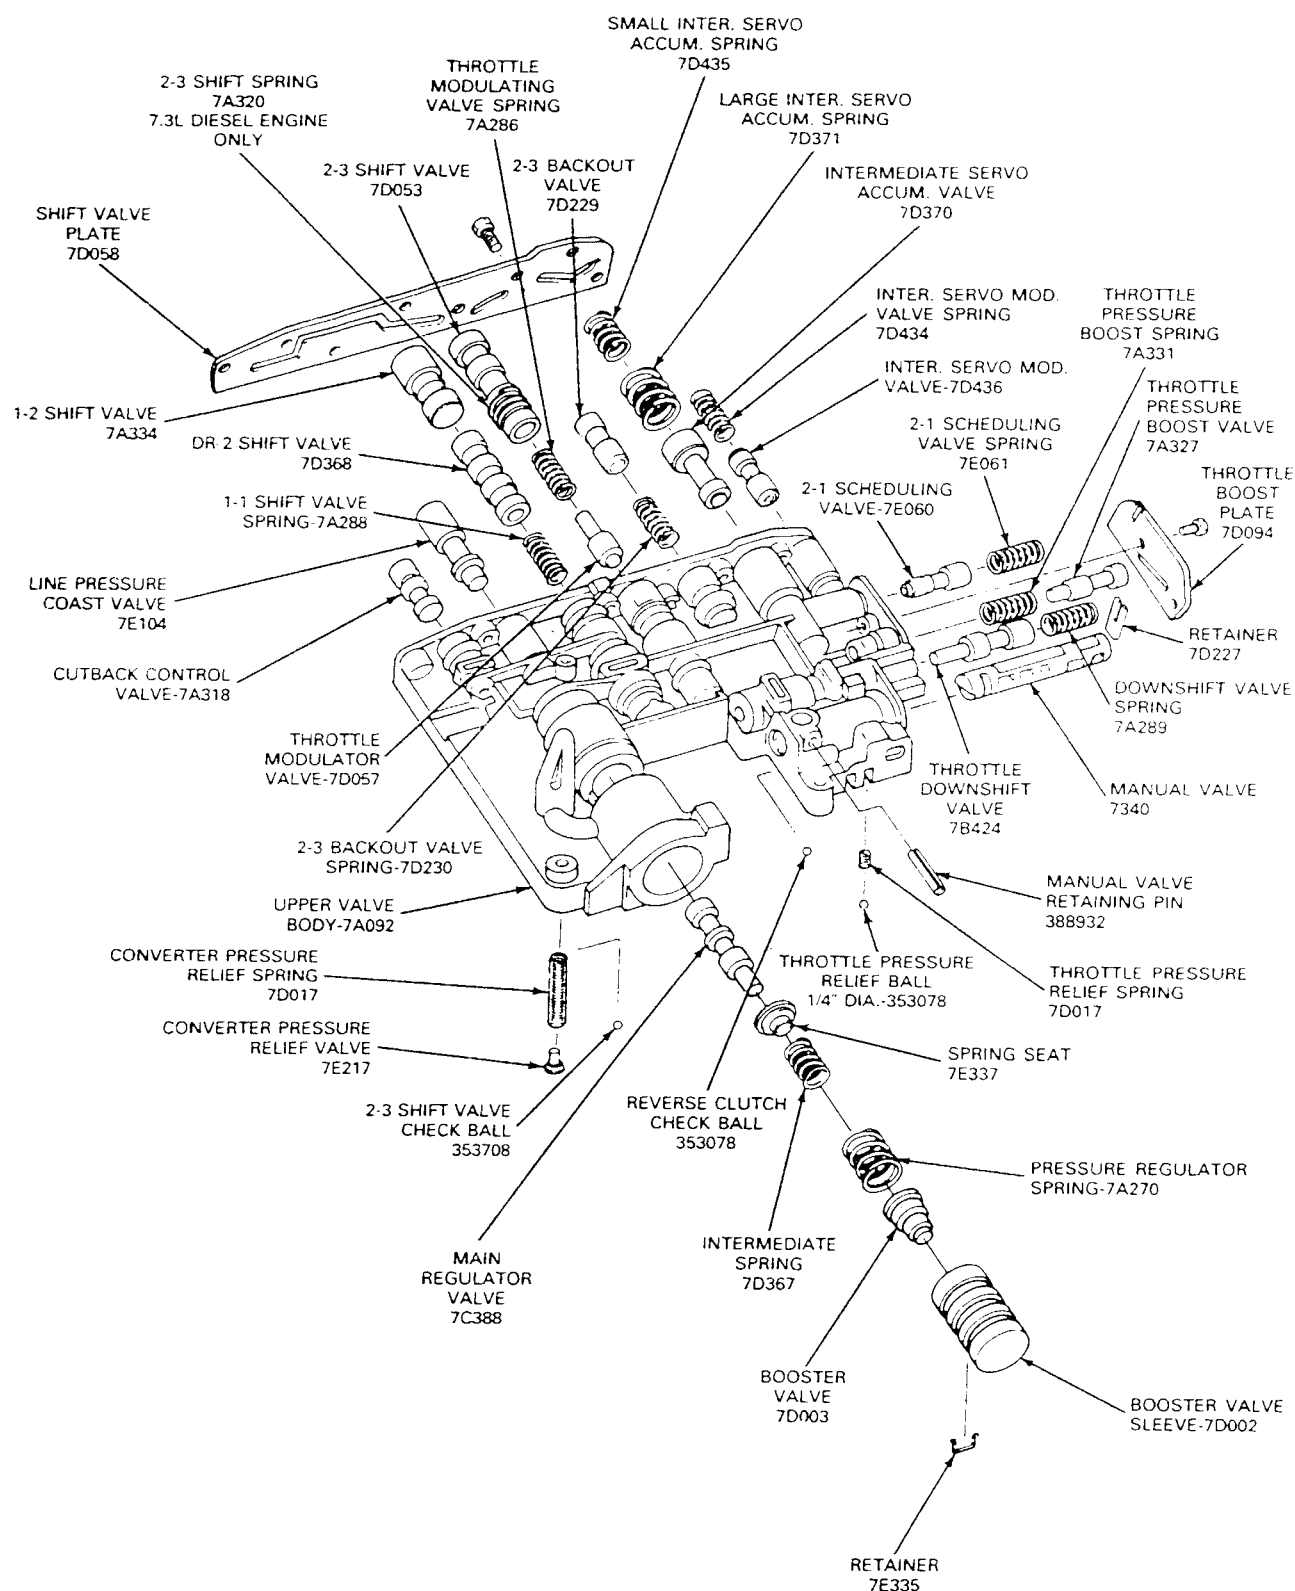 SMALL INTER. SERVO
ACCUM. SPRING
7D435
2-3 SHIFT SPRING
7A320
7.3L DIESEL ENGINE
ONLY
THROTTLE
MODULATING
VALVE SPRING
7A286
LARGE INTER. SERVO
ACCUM. SPRING
7D371
2-3 SHIFT VALVE
7D053
2-3 BACKOUT
VALVE
7D229
INTERMEDIATE SERVO
ACCUM. VALVE
7D370
SHIFT VALVE
PLATE
7D058
INTER. SERVO MOD.
VALVE SPRING
7D434
THROTTLE
PRESSURE
BOOST SPRING
7A331
INTER. SERVO MOD.
VALVE-7D436
THROTTLE
PRESSURE
BOOST VALVE
7A327
1-2 SHIFT VALVE
7A334
2-1 SCHEDULING
VALVE SPRING
7E061
DR-2 SHIFT VALVE
7D368
THROTTLE
BOOST
PLATE
7D094
2-1 SCHEDULING
VALVE-7E060
1-1 SHIFT VALVE
SPRING-7A288
LINE PRESSURE
COAST VALVE
7E104
RETAINER
7D227
CUTBACK CONTROL
VALVE-7A318
DOWNSHIFT VALVE
SPRING
7A289
THROTTLE
MODULATOR
VALVE-7D057
THROTTLE
DOWNSHIFT
VALVE
7B424
MANUAL VALVE
7340
2-3 BACKOUT VALVE
SPRING-7D230
MANUAL VALVE
RETAINING PIN
388932
UPPER VALVE
BODY-7A092
CONVERTER PRESSURE
RELIEF SPRING
7D017
THROTTLE PRESSURE
RELIEF BALL
1/4" DIA.-353078
THROTTLE PRESSURE
RELIEF SPRING
7D017
CONVERTER PRESSURE
RELIEF VALVE
7E217
SPRING SEAT
7E337
2-3 SHIFT VALVE
CHECK BALL
353708
REVERSE CLUTCH
CHECK BALL
353078
PRESSURE REGULATOR
SPRING-7A270
MAIN
REGULATOR
VALVE
7C388
INTERMEDIATE
SPRING
7D367
BOOSTER
VALVE
7D003
BOOSTER VALVE
SLEEVE-7D002
RETAINER
7E335